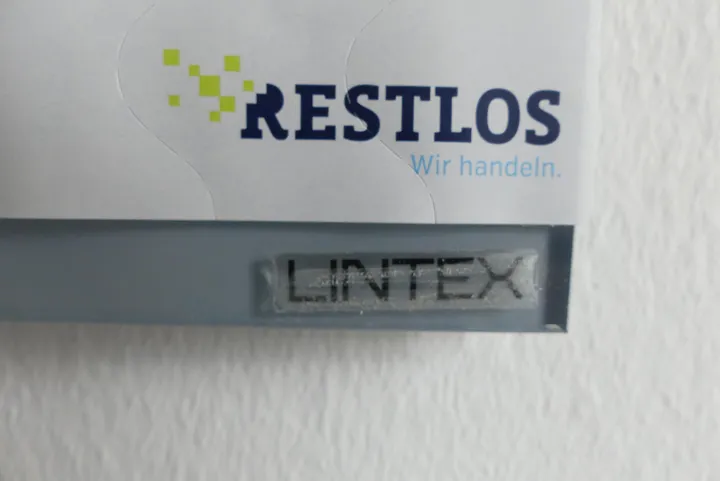 RESTLOS
Wir handeln.
LINTEX